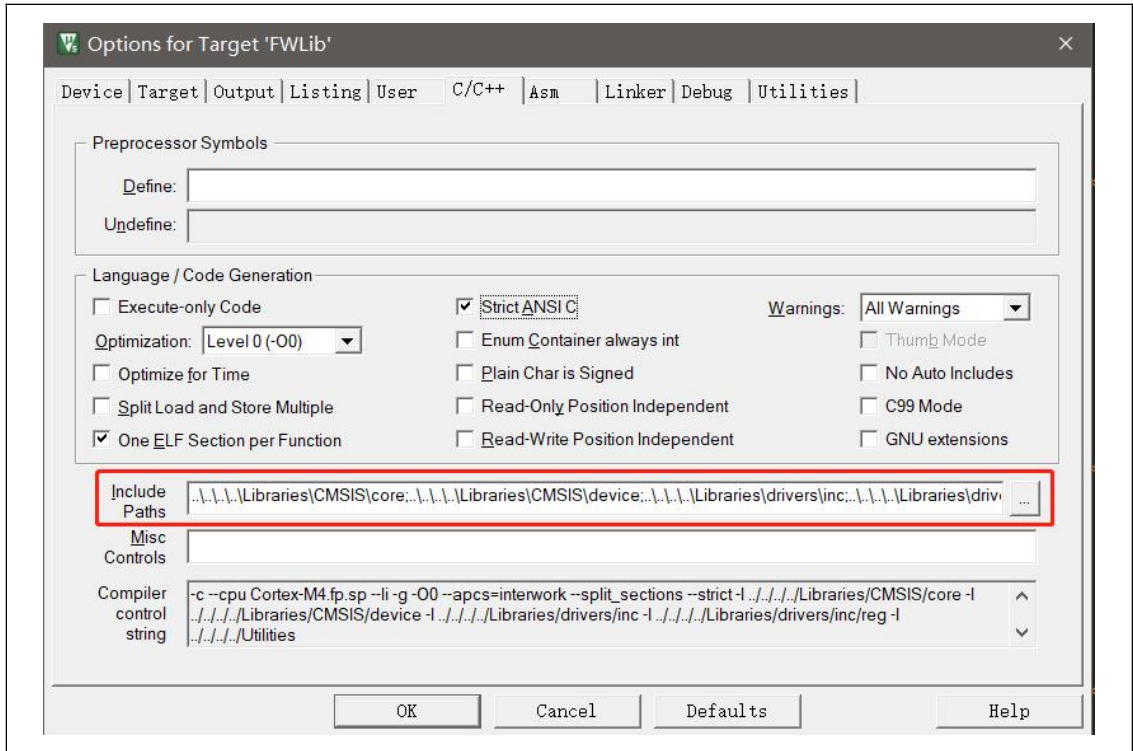 Options for Target 'FWLib'
Device Target Output Listing User C/C++ Asm Linker Debug Utilities
Preprocessor Symbols
Define:
Undefine:
Language / Code Generation
Execute-only Code
Strict ANSI C
Warnings: All Warnings
Optimization: Level 0 (-O0)
Enum Container always int
Thumb Mode
Optimize for Time
Plain Char is Signed
No Auto Includes
Split Load and Store Multiple
Read-Only Position Independent
C99 Mode
One ELF Section per Function
Read-Write Position Independent
GNU extensions
Include
Paths
..\..\..\..\Libraries\CMSIS\core;..\..\..\..\Libraries\CMSIS\device;..\..\..\..\Libraries\drivers\inc;..\..\..\..\Libraries\driv
...
Misc
Controls
Compiler
control
string
-c --cpu Cortex-M4.fp.sp --li -g -O0 --apcs=interwork --split_sections --strict -I ../../../../Libraries/CMSIS/core -I
../../../../Libraries/CMSIS/device -I ../../../../Libraries/drivers/inc -I ../../../../Libraries/drivers/inc/reg -I
../../../../Utilities
OK Cancel Defaults Help